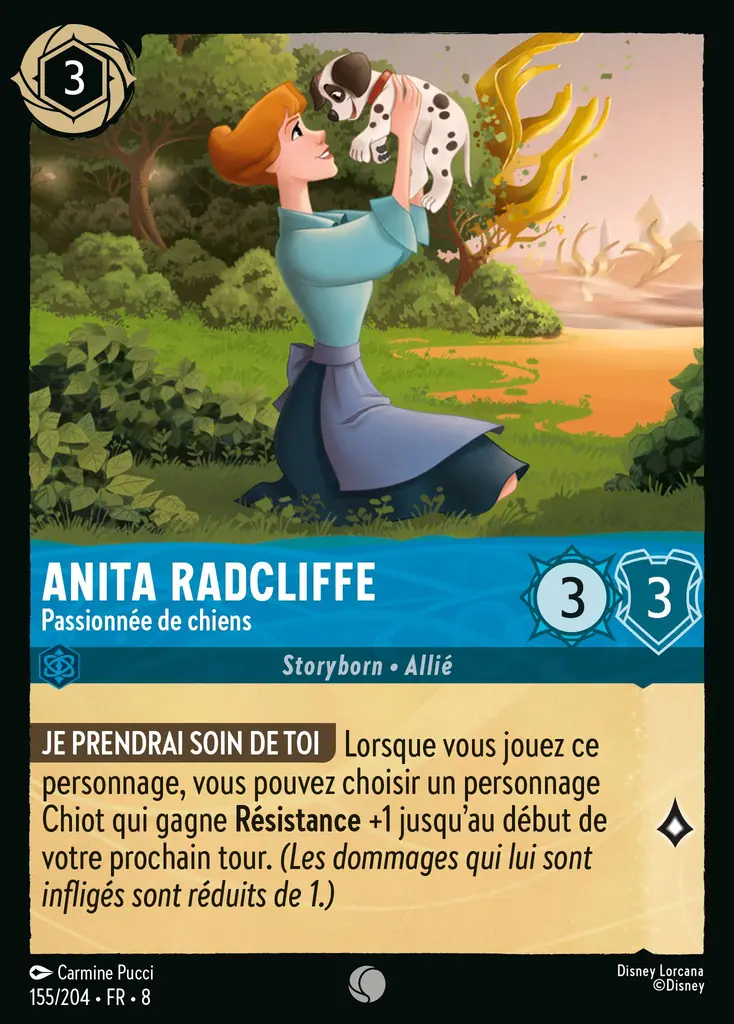 3
ANITA RADCLIFFE
Passionnée de chiens
3
3
Storyborn • Allié
JE PRENDRAI SOIN DE TOI Lorsque vous jouez ce
personnage, vous pouvez choisir un personnage
Chiot qui gagne Résistance +1 jusqu'au début de
votre prochain tour. (Les dommages qui lui sont
infligés sont réduits de 1.)
Carmine Pucci
Disney Lorcana
155/204 • FR • 8
©Disney